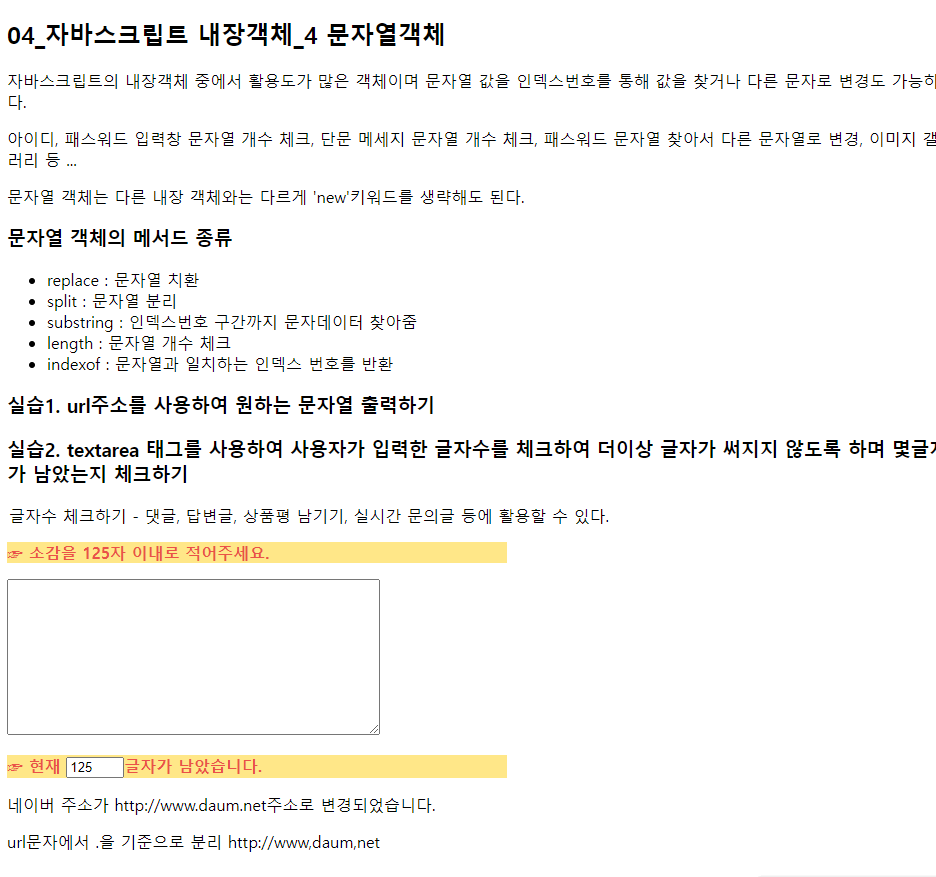 04_자바스크립트 내장객체_4 문자열객체
자바스크립트의 내장객체 중에서 활용도가 많은 객체이며 문자열 값을 인덱스번호를 통해 값을 찾거나 다른 문자로 변경도 가능하
다.
아이디, 패스워드 입력창 문자열 개수 체크, 단문 메세지 문자열 개수 체크, 패스워드 문자열 찾아서 다른 문자열로 변경, 이미지 갤
러리 등 ...
문자열 객체는 다른 내장 객체와는 다르게 'new'키워드를 생략해도 된다.
문자열 객체의 메서드 종류
• replace : 문자열 치환
• split : 문자열 분리
• substring : 인덱스번호 구간까지 문자데이터 찾아줌
• length : 문자열 개수 체크
• indexof : 문자열과 일치하는 인덱스 번호를 반환
실습1. url주소를 사용하여 원하는 문자열 출력하기
실습2. textarea 태그를 사용하여 사용자가 입력한 글자수를 체크하여 더이상 글자가 써지지 않도록 하며 몇글자
가 남았는지 체크하기
글자수 체크하기 - 댓글, 답변글, 상품평 남기기, 실시간 문의글 등에 활용할 수 있다.
☞ 소감을 125자 이내로 적어주세요.
☞ 현재 125 글자가 남았습니다.
네이버 주소가 http://www.daum.net주소로 변경되었습니다.
url문자에서 .을 기준으로 분리 http://www,daum,net